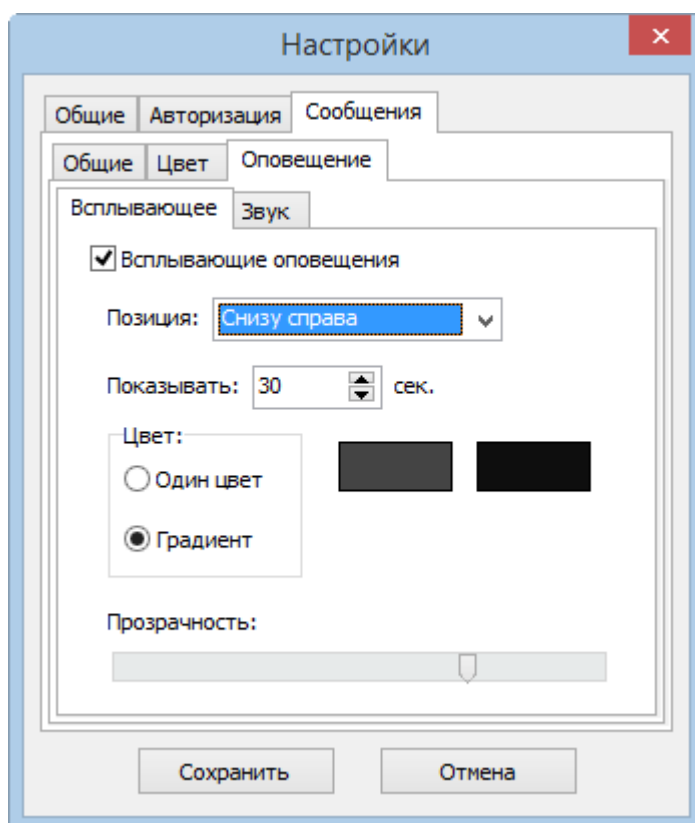 Настройки
Общие Авторизация Сообщения
Общие Цвет Оповещение
Всплывающее Звук
Всплывающие оповещения
Позиция: Снизу справа
Показывать: 30 сек.
Цвет:
Один цвет
Градиент
Прозрачность:
Сохранить Отмена